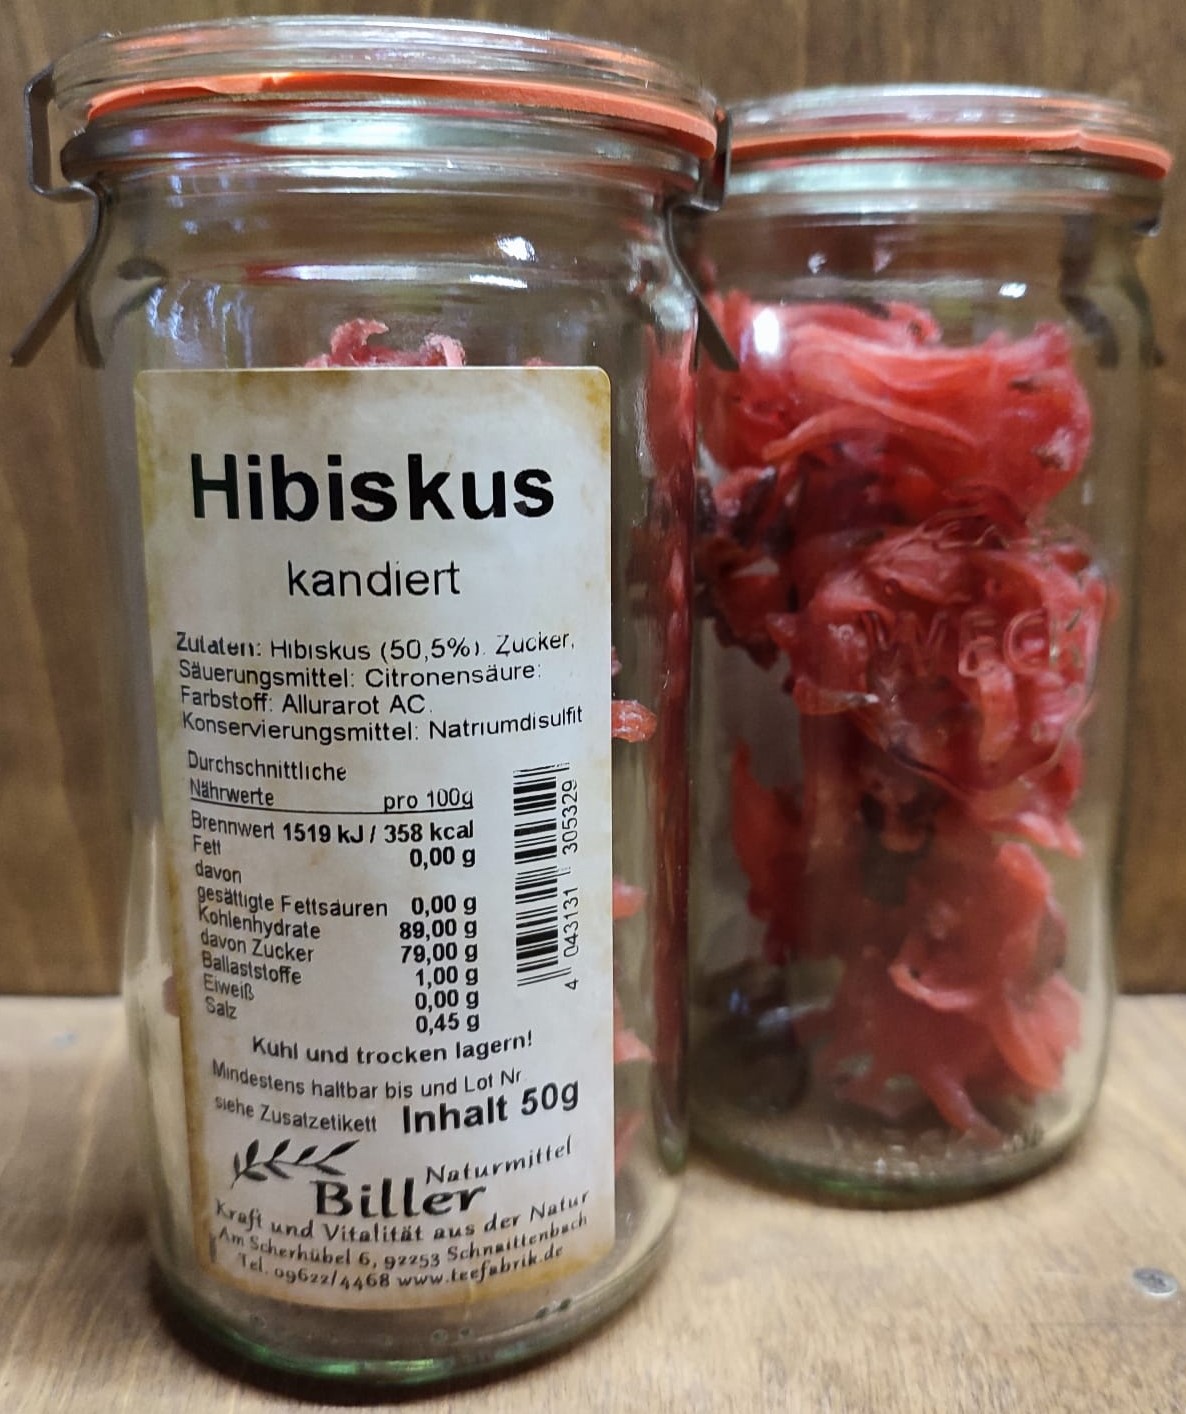 Hibiskus
kandiert
Zutaten: Hibiskus (50,5%). Zucker,
Säuerungsmittel: Citronensäure:
Farbstoff: Allurarot AC.
Konservierungsmittel: Natriumdisulfit
Durchschnittliche
Nährwerte pro 100g
Brennwert 1519 kJ / 358 kcal
Fett 0,00 g
davon
gesättigte Fettsäuren 0,00 g
Kohlenhydrate 89,00 g
davon Zucker 79,00 g
Ballaststoffe 1,00 g
Eiweiß 0,00 g
Salz 0,45 g
4 043131 305329
Kühl und trocken lagern!
Mindestens haltbar bis und Lot Nr
siehe Zusatzetikett Inhalt 50g
Naturmittel
Biller
Kraft und Vitalität aus der Natur
Am Scherhübel 6, 92253 Schnaittenbach
Tel. 09622/4468 www.teefabrik.de
WECK